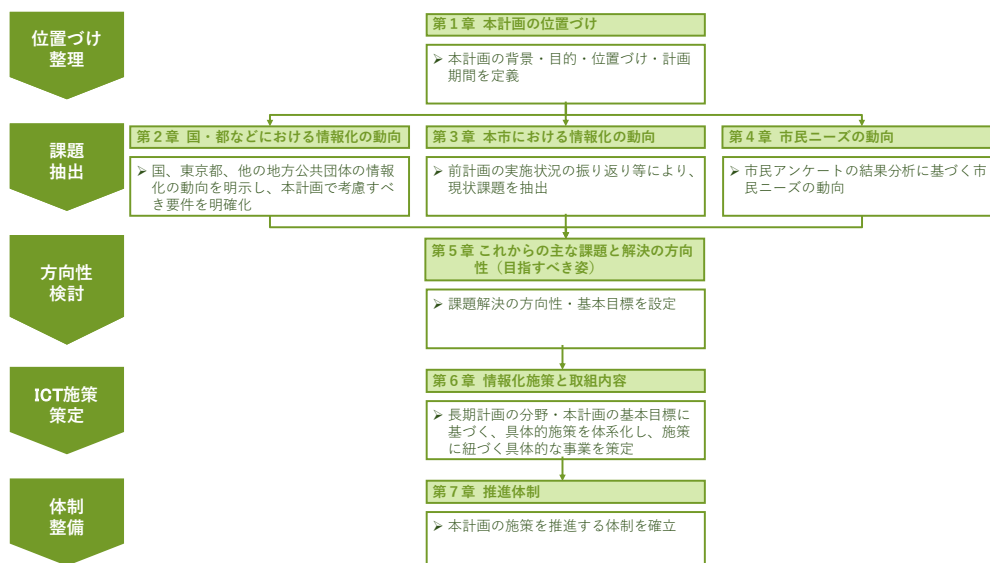 位置づけ
整理
第１章 本計画の位置づけ
➢ 本計画の背景・目的・位置づけ・計画
期間を定義
課題
抽出
第２章 国・都などにおける情報化の動向
➢ 国、東京都、他の地方公共団体の情報
化の動向を明示し、本計画で考慮すべ
き要件を明確化
第３章 本市における情報化の動向
➢ 前計画の実施状況の振り返り等により、
現状課題を抽出
第４章 市民ニーズの動向
➢ 市民アンケートの結果分析に基づく市
民ニーズの動向
方向性
検討
第５章 これからの主な課題と解決の方向
性（目指すべき姿）
➢ 課題解決の方向性・基本目標を設定
ICT施策
策定
第６章 情報化施策と取組内容
➢ 長期計画の分野・本計画の基本目標に
基づく、具体的施策を体系化し、施策
に紐づく具体的な事業を策定
体制
整備
第７章 推進体制
➢ 本計画の施策を推進する体制を確立